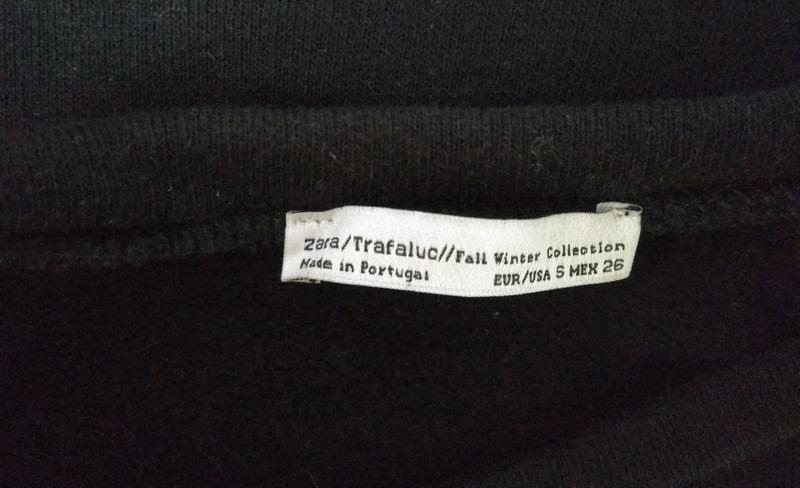 Zara/Trafaluc//Fall Winter Collection
Made in Portugal EUR/USA S MEX 26